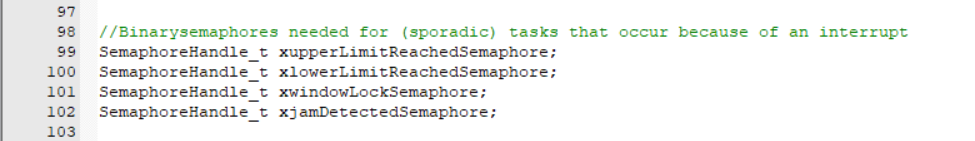 97
98 //Binarysemaphores needed for (sporadic) tasks that occur because of an interrupt
99 SemaphoreHandle_t xupperLimitReachedSemaphore;
100 SemaphoreHandle_t xlowerLimitReachedSemaphore;
101 SemaphoreHandle_t xwindowLockSemaphore;
102 SemaphoreHandle_t xjamDetectedSemaphore;
103